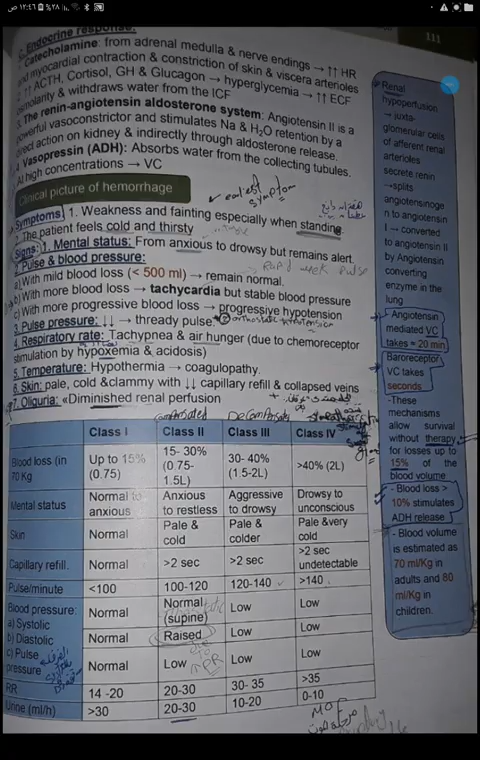 ص ١٢:٤٦
٢٨%
C. Endocrine response:
Catecholamine: from adrenal medulla & nerve endings → ↑↑ HR
and myocardial contraction & constriction of skin & viscera arterioles
2. ↑↑ ACTH, Cortisol, GH & Glucagon → hyperglycemia → ↑↑ ECF
osmolarity & withdraws water from the ICF
3. The renin-angiotensin aldosterone system: Angiotensin II is a
powerful vasoconstrictor and stimulates Na & H2O retention by a
direct action on kidney & indirectly through aldosterone release.
4. Vasopressin (ADH): Absorbs water from the collecting tubules.
At high concentrations → VC
Clinical picture of hemorrhage
earliest symptom
Symptoms: 1. Weakness and fainting especially when standing
2. The patient feels cold and thirsty
Signs: 1. Mental status: From anxious to drowsy but remains alert.
2. Pulse & blood pressure:
Rapid weak pulse
a) With mild blood loss (< 500 ml) → remain normal.
b) With more blood loss → tachycardia but stable blood pressure
c) With more progressive blood loss → progressive hypotension
3. Pulse pressure: ↓↓ → thready pulse.
orthostatic hypotension
4. Respiratory rate: Tachypnea & air hunger (due to chemoreceptor
stimulation by hypoxemia & acidosis)
5. Temperature: Hypothermia → coagulopathy.
6. Skin: pale, cold &clammy with ↓↓ capillary refill & collapsed veins
7. Oliguria: «Diminished renal perfusion
Compensated Decompensated
Class I Class II Class III Class IV
Blood loss (in 70 Kg Up to 15% (0.75) 15- 30% (0.75- 1.5L) 30- 40% (1.5-2L) >40% (2L)
Mental status Normal to anxious Anxious to restless Aggressive to drowsy Drowsy to unconscious
Skin Normal Pale & cold Pale & colder Pale &very cold
Capillary refill. Normal >2 sec >2 sec >2 sec undetectable
Pulse/minute <100 100-120 120-140 >140
Blood pressure:
a) Systolic Normal Normal (supine) Low Low
b) Diastolic Normal Raised Low Low
c) Pulse pressure Normal Low Low Low
RR 14 -20 20-30 30- 35 >35
Urine (ml/h) >30 20-30 10-20 0-10
111
Renal
hypoperfusion
→ juxta-
glomerular cells
of afferent renal
arterioles
secrete renin
→splits
angiotensinoge
n to angiotensin
I → converted
to angiotensin II
by Angiotensin
converting
enzyme in the
lung
Angiotensin
mediated VC
takes ≈ 20 min
Baroreceptor
VC takes
seconds
-These
mechanisms
allow survival
without therapy
for losses up to
15% of the
blood volume
- Blood loss >
10% stimulates
ADH release
- Blood volume
is estimated as
70 ml/Kg in
adults and 80
ml/Kg in
children.